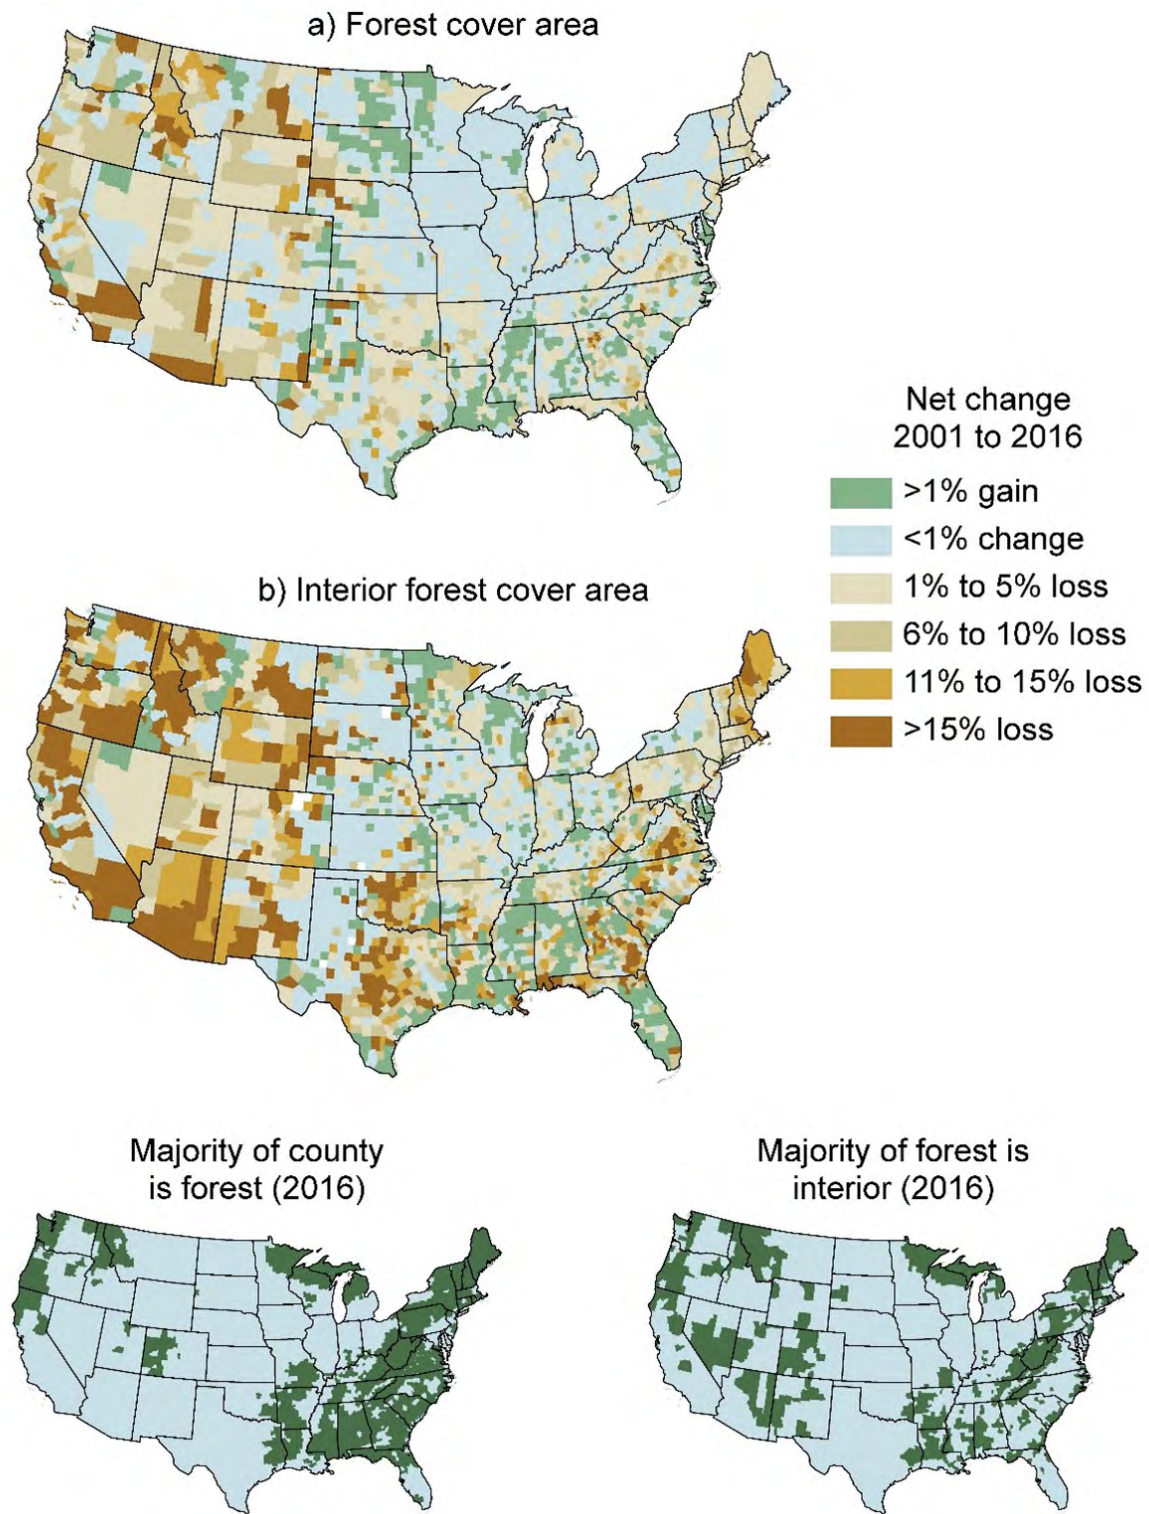 a) Forest cover area
Net change
2001 to 2016
>1% gain
<1% change
1% to 5% loss
6% to 10% loss
11% to 15% loss
>15% loss
b) Interior forest cover area
Majority of county
is forest (2016)
Majority of forest is
interior (2016)